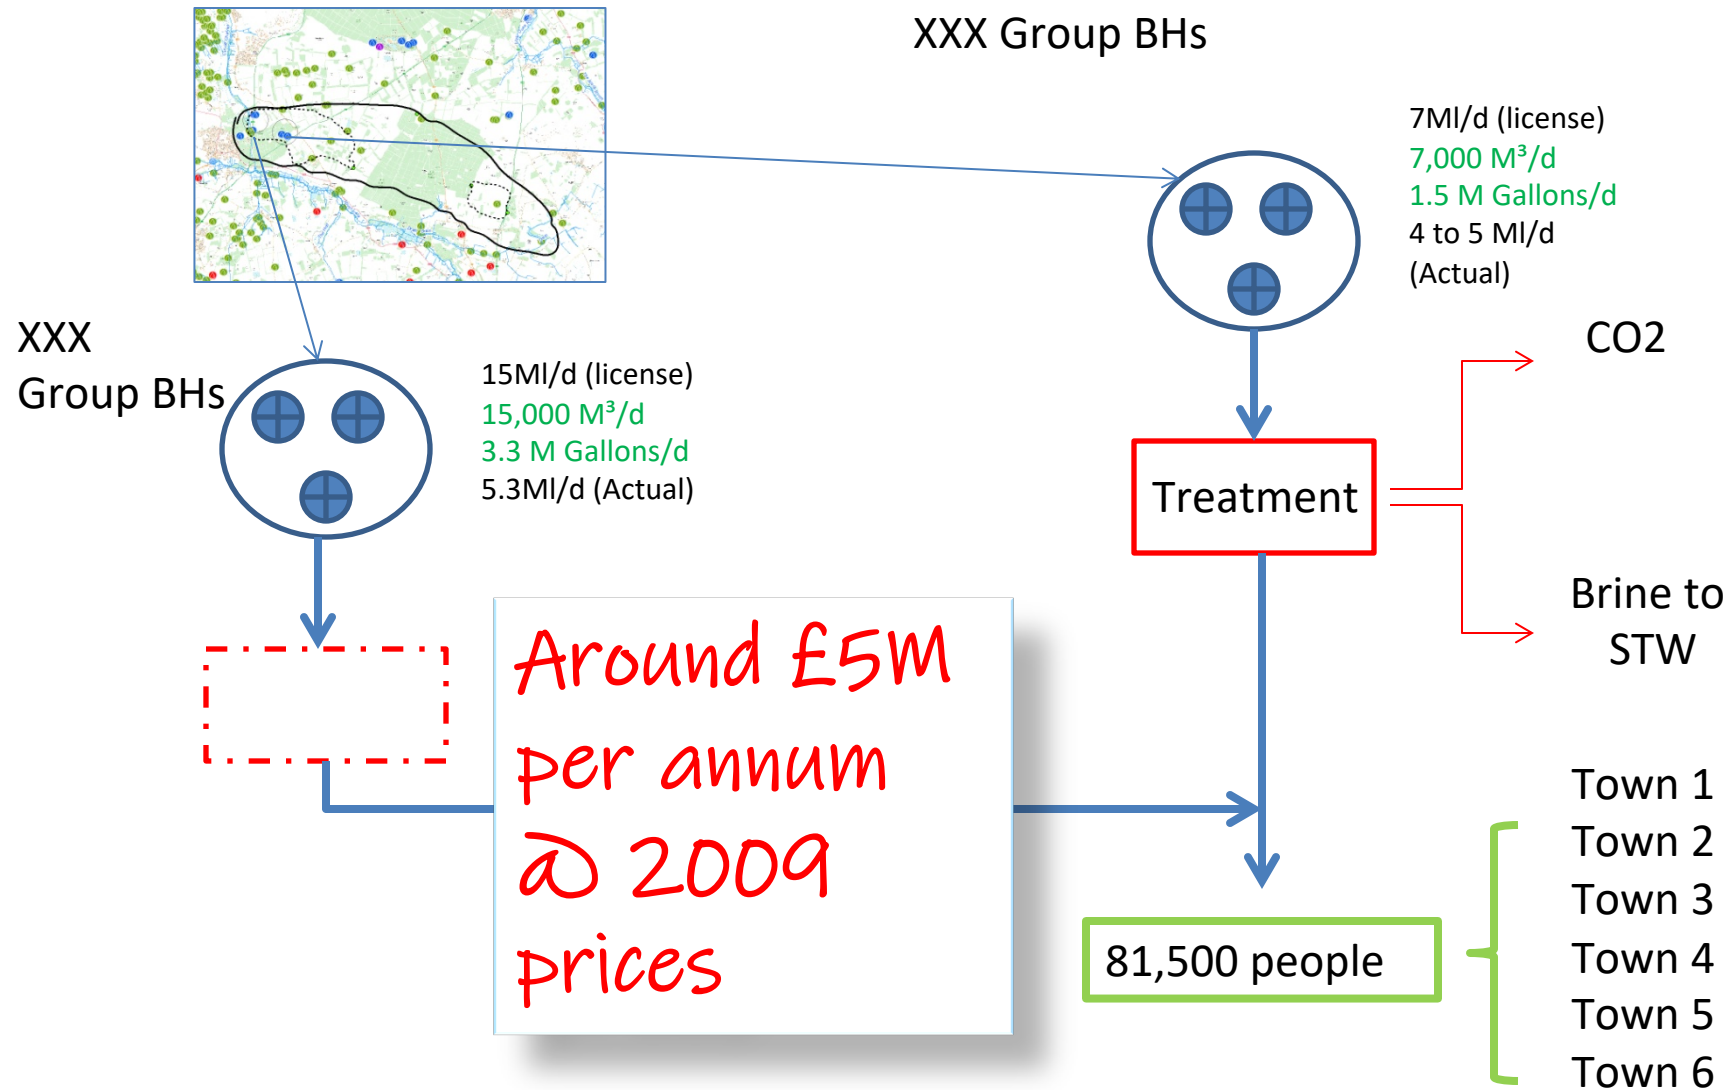 XXX Group BHs
7Ml/d (license)
7,000 M³/d
1.5 M Gallons/d
4 to 5 Ml/d
(Actual)
XXX
Group BHs
15Ml/d (license)
15,000 M³/d
3.3 M Gallons/d
5.3Ml/d (Actual)
CO2
Treatment
Brine to
STW
Around £5M
per annum
@ 2009
prices
81,500 people
Town 1
Town 2
Town 3
Town 4
Town 5
Town 6